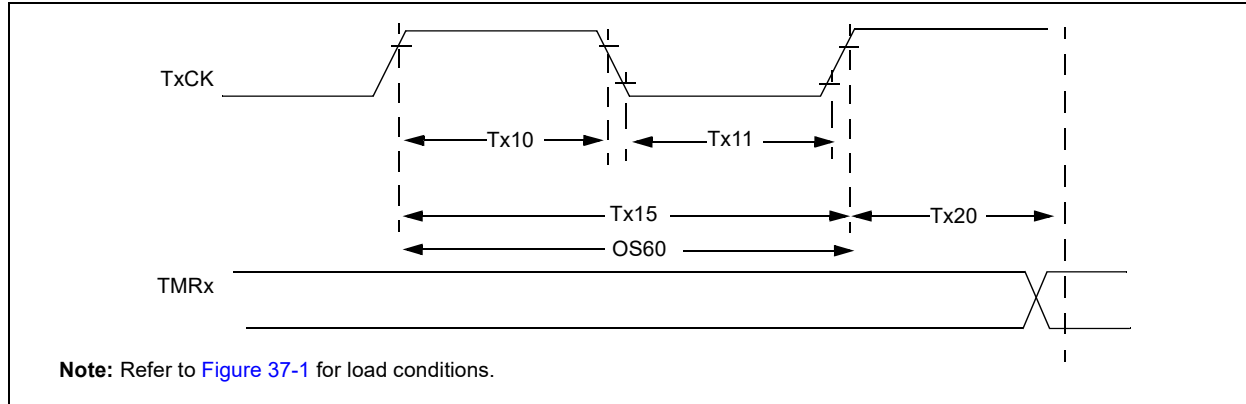 TxCK
Tx10
Tx11
Tx15
Tx20
OS60
TMRx
Note: Refer to Figure 37-1 for load conditions.